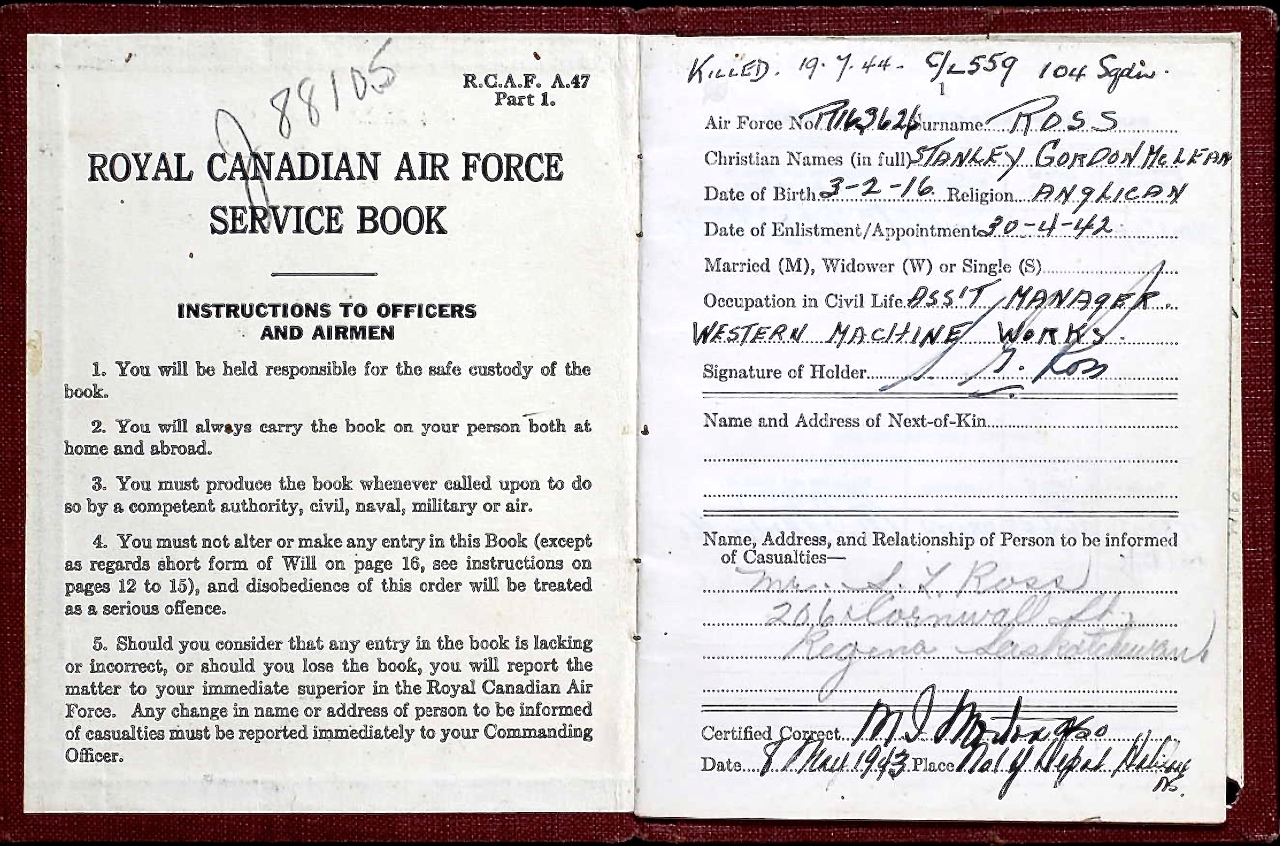 J 88105
R.C.A.F. A.47
Part 1.
ROYAL CANADIAN AIR FORCE
SERVICE BOOK
INSTRUCTIONS TO OFFICERS
AND AIRMEN
1. You will be held responsible for the safe custody of the
book.
2. You will always carry the book on your person both at
home and abroad.
3. You must produce the book whenever called upon to do
so by a competent authority, civil, naval, military or air.
4. You must not alter or make any entry in this Book (except
as regards short form of Will on page 16, see instructions on
pages 12 to 15), and disobedience of this order will be treated
as a serious offence.
5. Should you consider that any entry in the book is lacking
or incorrect, or should you lose the book, you will report the
matter to your immediate superior in the Royal Canadian Air
Force. Any change in name or address of person to be informed
of casualties must be reported immediately to your Commanding
Officer.
KILLED. 19.7.44. C/L559 104 Sqdn.
1
Air Force No. R163626 Surname ROSS
Christian Names (in full) STANLEY GORDON McLEAN
Date of Birth 3-2-16 Religion ANGLICAN
Date of Enlistment/Appointment 30-4-42
Married (M), Widower (W) or Single (S)
Occupation in Civil Life ASS'T MANAGER
WESTERN MACHINE WORKS.
Signature of Holder S. G. Ross
Name and Address of Next-of-Kin
Name, Address, and Relationship of Person to be informed
of Casualties—
S. Ross
Cornwall St.
Regina Saskatchewan
Certified Correct
Date 8 May 1943 Place No 1 Y Depot Halifax
NS.